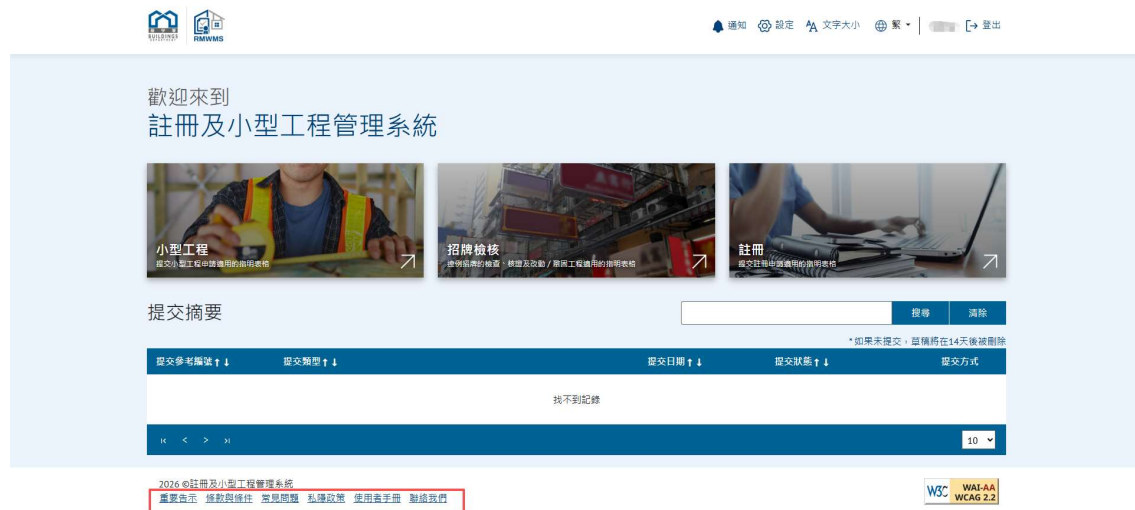 BUILDINGS DEPARTMENT
RMWMS
通知 設定 文字大小 繁 登出
歡迎來到
註冊及小型工程管理系統
小型工程
提交小型工程申請適用的指明表格
招牌檢核
違例招牌的檢查、核證及改動 / 鞏固工程適用的指明表格
註冊
提交註冊申請適用的指明表格
提交摘要
搜尋 清除
*如果未提交，草稿將在14天後被刪除
提交參考編號↑↓ 提交類型↑↓ 提交日期↑↓ 提交狀態↑↓ 提交方式
找不到記錄
10
2026 ©註冊及小型工程管理系統
重要告示 條款與條件 常見問題 私隱政策 使用者手冊 聯絡我們
W3C WAI-AA
WCAG 2.2